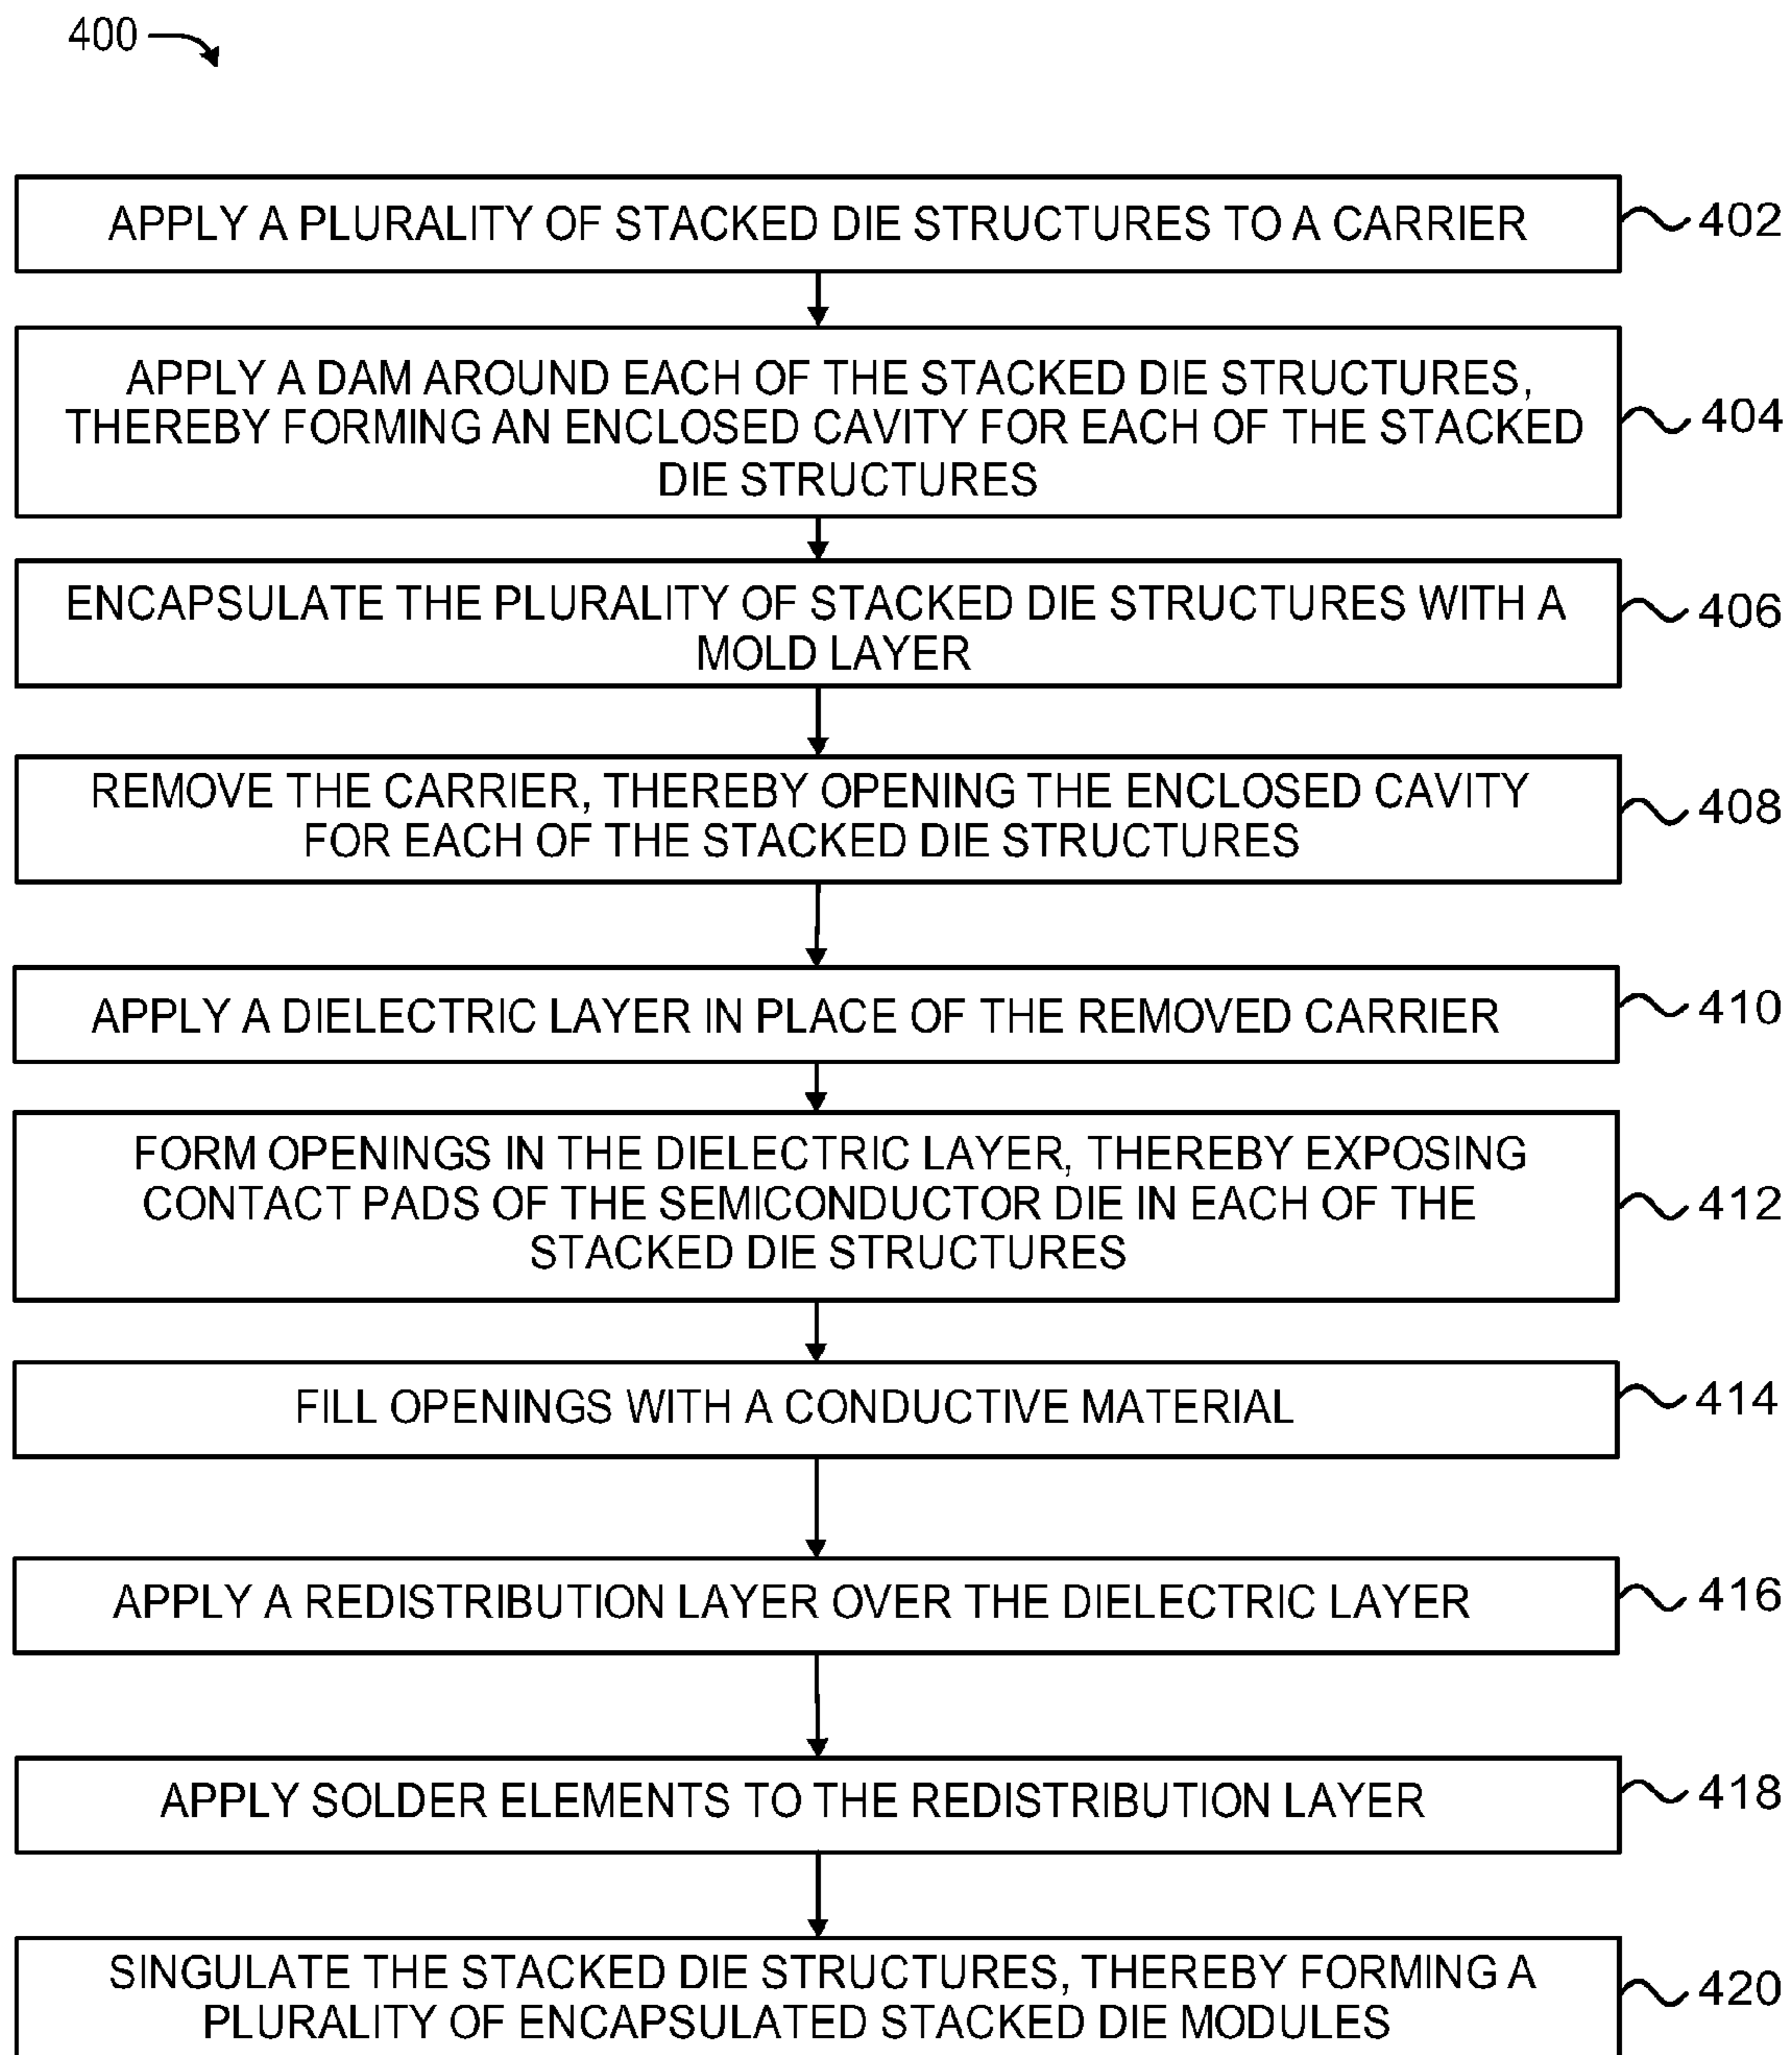 400
APPLY A PLURALITY OF STACKED DIE STRUCTURES TO A CARRIER
402
APPLY A DAM AROUND EACH OF THE STACKED DIE STRUCTURES,
THEREBY FORMING AN ENCLOSED CAVITY FOR EACH OF THE STACKED
DIE STRUCTURES
404
ENCAPSULATE THE PLURALITY OF STACKED DIE STRUCTURES WITH A
MOLD LAYER
406
REMOVE THE CARRIER, THEREBY OPENING THE ENCLOSED CAVITY
FOR EACH OF THE STACKED DIE STRUCTURES
408
APPLY A DIELECTRIC LAYER IN PLACE OF THE REMOVED CARRIER
410
FORM OPENINGS IN THE DIELECTRIC LAYER, THEREBY EXPOSING
CONTACT PADS OF THE SEMICONDUCTOR DIE IN EACH OF THE
STACKED DIE STRUCTURES
412
FILL OPENINGS WITH A CONDUCTIVE MATERIAL
414
APPLY A REDISTRIBUTION LAYER OVER THE DIELECTRIC LAYER
416
APPLY SOLDER ELEMENTS TO THE REDISTRIBUTION LAYER
418
SINGULATE THE STACKED DIE STRUCTURES, THEREBY FORMING A
PLURALITY OF ENCAPSULATED STACKED DIE MODULES
420